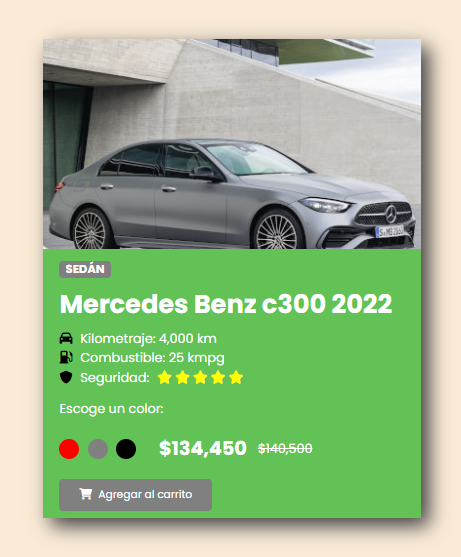 SEDÁN
Mercedes Benz c300 2022
Kilometraje: 4,000 km
Combustible: 25 kmpg
Seguridad:
Escoge un color:
$134,450 $140,500
Agregar al carrito